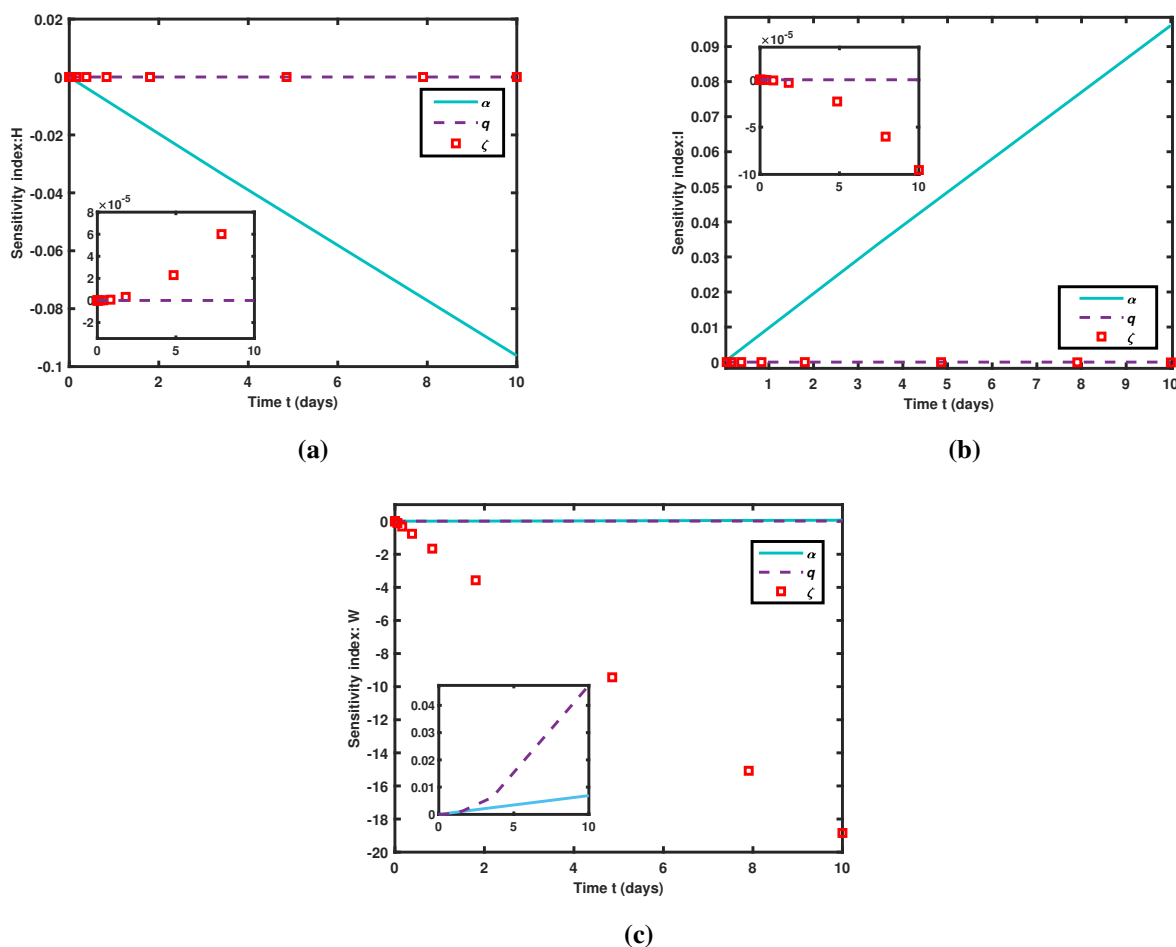 0.02
0
-0.02
-0.04
-0.06
-0.08
-0.1
Sensitivity index:H
0 2 4 6 8 10
Time t (days)
α
q
ζ
×10⁻⁵
8
6
4
2
0
-2
0 5 10
(a)
0.09
0.08
0.07
0.06
0.05
0.04
0.03
0.02
0.01
0
Sensitivity index:I
1 2 3 4 5 6 7 8 9 10
Time t (days)
×10⁻⁵
0
-5
-10
0 5 10
α
q
ζ
(b)
0
-2
-4
-6
-8
-10
-12
-14
-16
-18
-20
Sensitivity index: W
0 2 4 6 8 10
Time t (days)
α
q
ζ
0.04
0.03
0.02
0.01
0
0 5 10
(c)